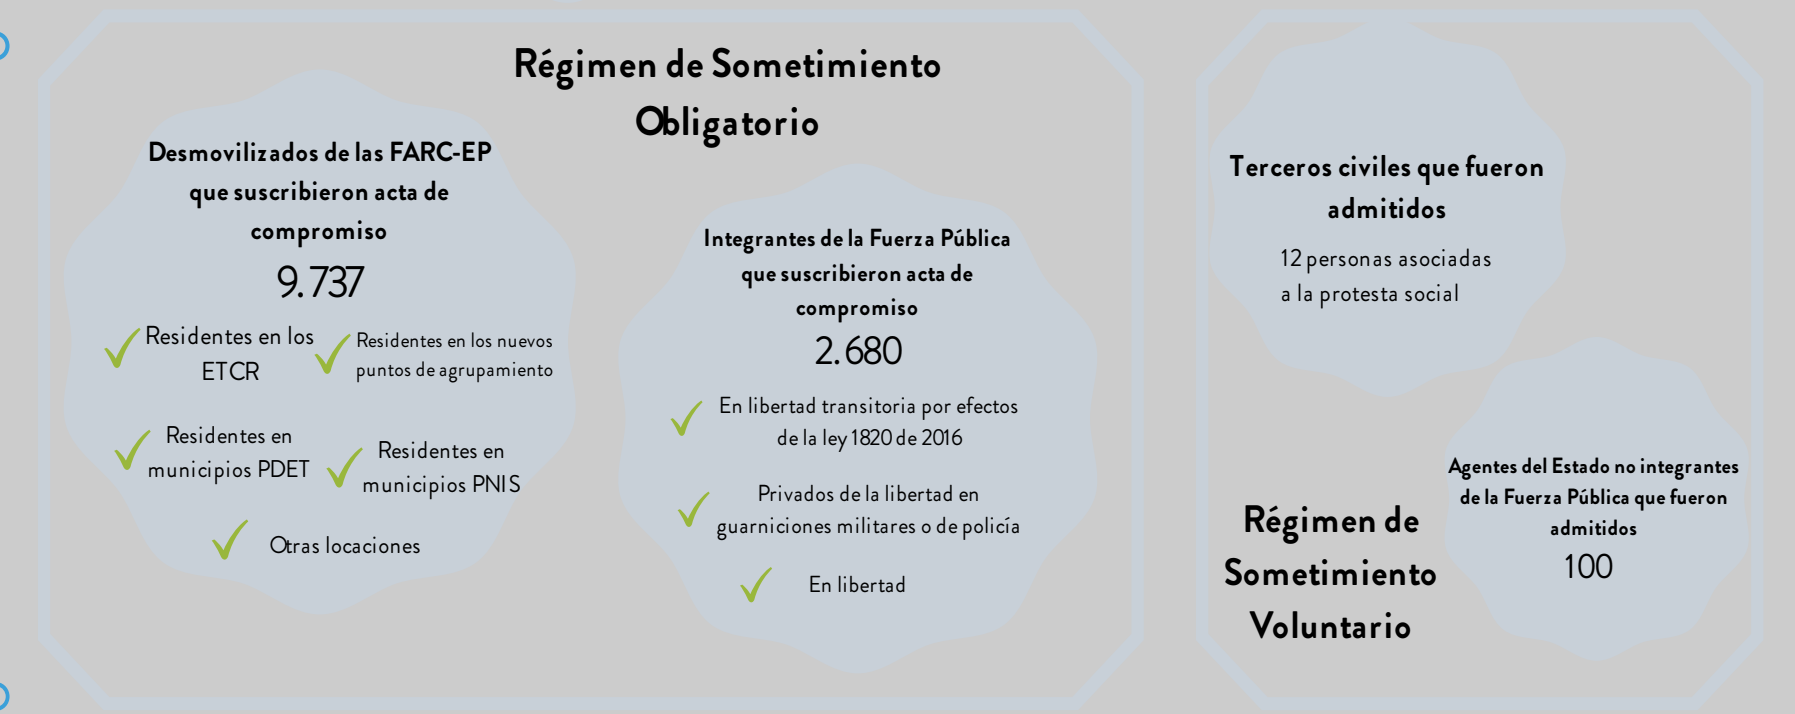 Régimen de Sometimiento
Obligatorio
Desmovilizados de las FARC-EP
que suscribieron acta de
compromiso
9.737
Residentes en los
ETCR
Residentes en los nuevos
puntos de agrupamiento
Residentes en
municipios PDET
Residentes en
municipios PNIS
Otras locaciones
Integrantes de la Fuerza Pública
que suscribieron acta de
compromiso
2.680
En libertad transitoria por efectos
de la ley 1820 de 2016
Privados de la libertad en
guarniciones militares o de policía
En libertad
Terceros civiles que fueron
admitidos
12 personas asociadas
a la protesta social
Agentes del Estado no integrantes
de la Fuerza Pública que fueron
admitidos
100
Régimen de
Sometimiento
Voluntario